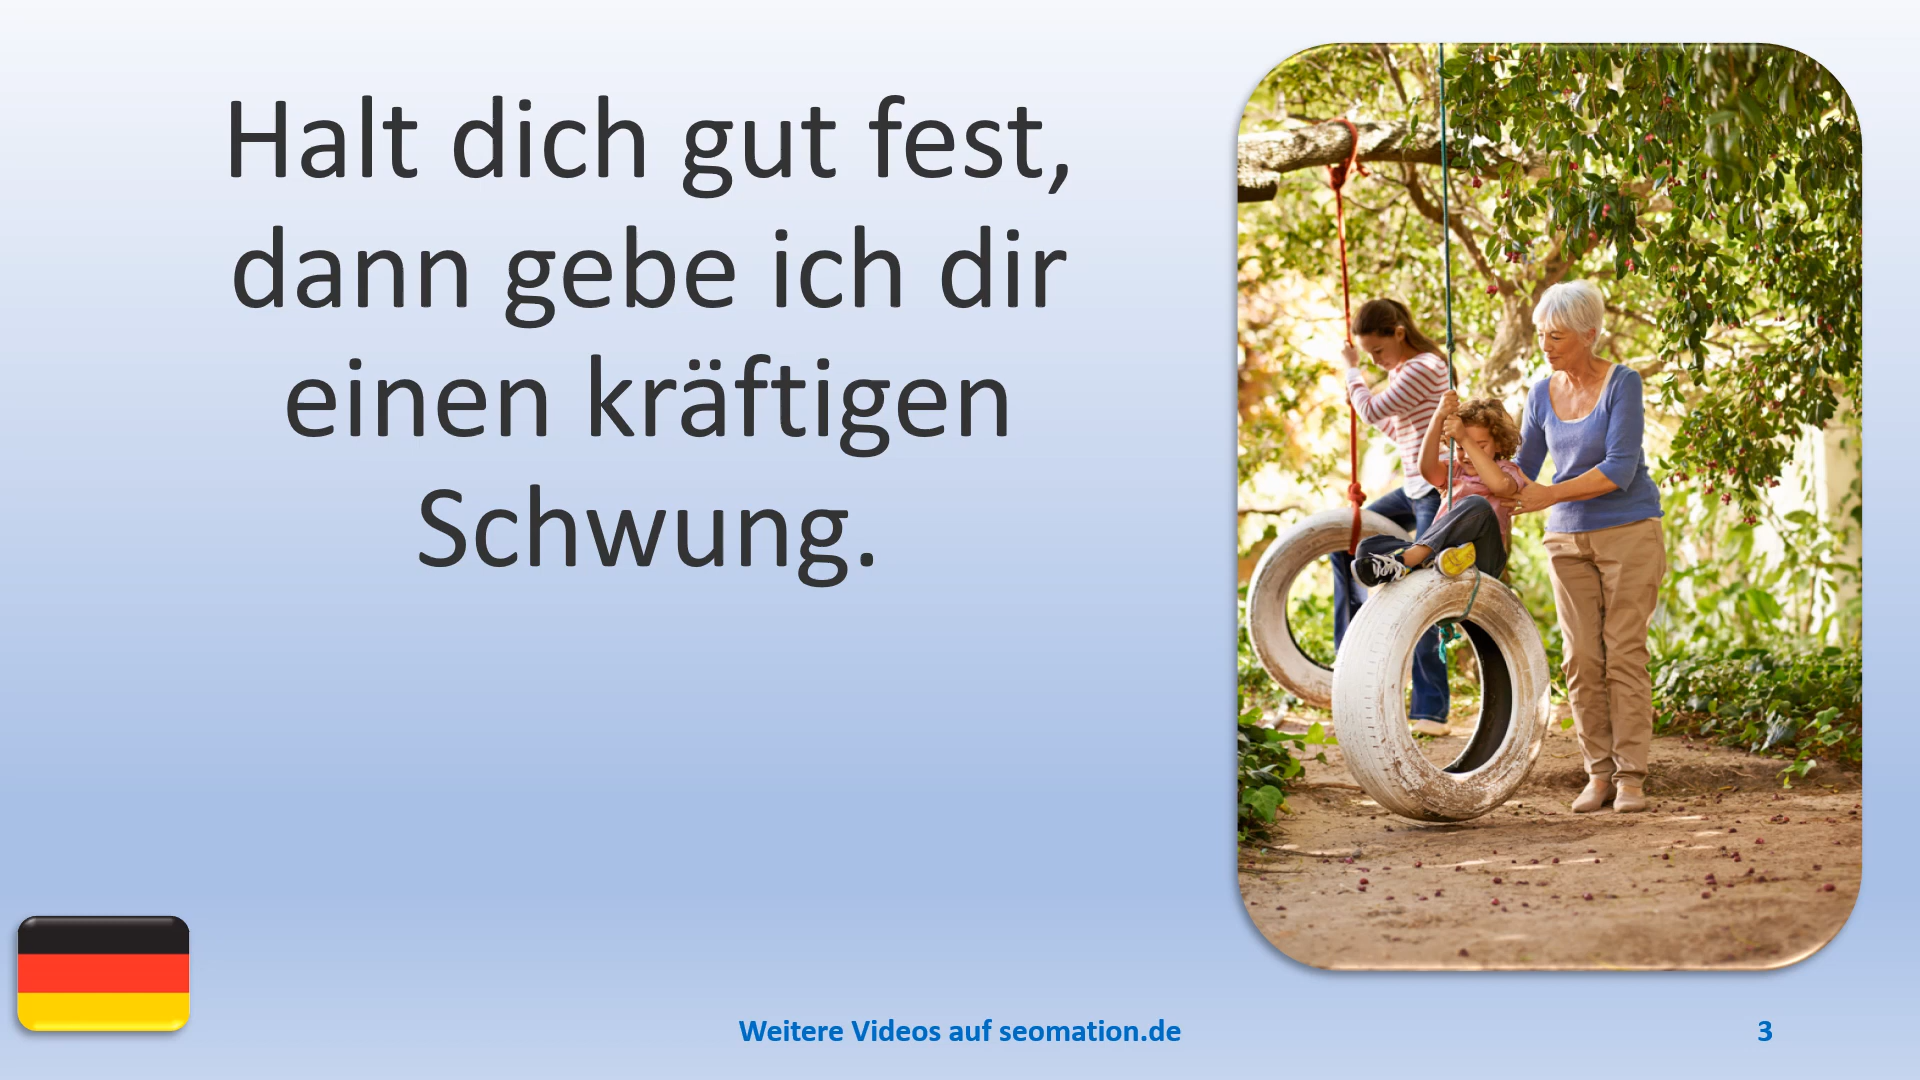 Halt dich gut fest,
dann gebe ich dir
einen kräftigen
Schwung.
Weitere Videos auf seomation.de
3